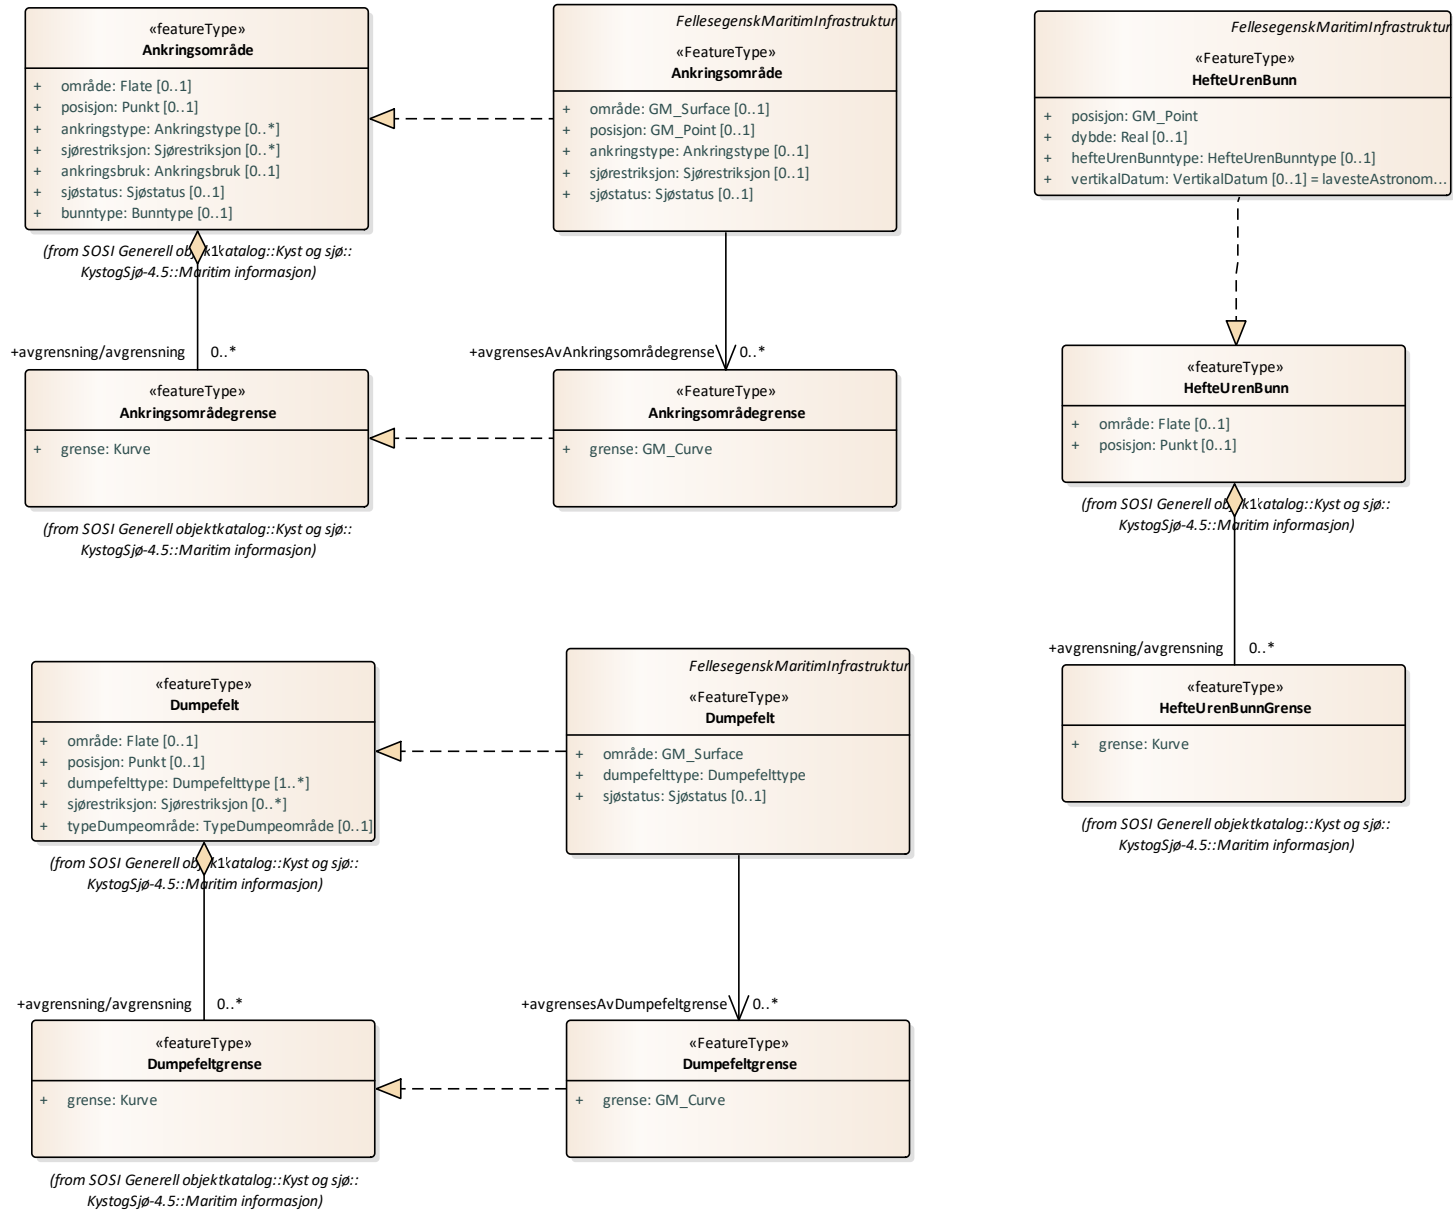 «featureType»
Ankringsområde
+ område: Flate [0..1]
+ posisjon: Punkt [0..1]
+ ankringstype: Ankringstype [0..*]
+ sjørestriksjon: Sjørestriksjon [0..*]
+ ankringsbruk: Ankringsbruk [0..1]
+ sjøstatus: Sjøstatus [0..1]
+ bunntype: Bunntype [0..1]
(from SOSI Generell objektkatalog::Kyst og sjø::
KystogSjø-4.5::Maritim informasjon)
1
+avgrensning/avgrensning 0..*
«featureType»
Ankringsområdegrense
+ grense: Kurve
(from SOSI Generell objektkatalog::Kyst og sjø::
KystogSjø-4.5::Maritim informasjon)
FellesegenskMaritimInfrastruktur
«FeatureType»
Ankringsområde
+ område: GM_Surface [0..1]
+ posisjon: GM_Point [0..1]
+ ankringstype: Ankringstype [0..1]
+ sjørestriksjon: Sjørestriksjon [0..1]
+ sjøstatus: Sjøstatus [0..1]
+avgrensesAvAnkringsområdegrense 0..*
«FeatureType»
Ankringsområdegrense
+ grense: GM_Curve
FellesegenskMaritimInfrastruktur
«FeatureType»
HefteUrenBunn
+ posisjon: GM_Point
+ dybde: Real [0..1]
+ hefteUrenBunntype: HefteUrenBunntype [0..1]
+ vertikalDatum: VertikalDatum [0..1] = lavesteAstronom...
«featureType»
HefteUrenBunn
+ område: Flate [0..1]
+ posisjon: Punkt [0..1]
(from SOSI Generell objektkatalog::Kyst og sjø::
KystogSjø-4.5::Maritim informasjon)
1
+avgrensning/avgrensning 0..*
«featureType»
HefteUrenBunnGrense
+ grense: Kurve
(from SOSI Generell objektkatalog::Kyst og sjø::
KystogSjø-4.5::Maritim informasjon)
«featureType»
Dumpefelt
+ område: Flate [0..1]
+ posisjon: Punkt [0..1]
+ dumpefelttype: Dumpefelttype [1..*]
+ sjørestriksjon: Sjørestriksjon [0..*]
+ typeDumpeområde: TypeDumpeområde [0..1]
(from SOSI Generell objektkatalog::Kyst og sjø::
KystogSjø-4.5::Maritim informasjon)
1
+avgrensning/avgrensning 0..*
«featureType»
Dumpefeltgrense
+ grense: Kurve
(from SOSI Generell objektkatalog::Kyst og sjø::
KystogSjø-4.5::Maritim informasjon)
FellesegenskMaritimInfrastruktur
«FeatureType»
Dumpefelt
+ område: GM_Surface
+ dumpefelttype: Dumpefelttype
+ sjøstatus: Sjøstatus [0..1]
+avgrensesAvDumpefeltgrense 0..*
«FeatureType»
Dumpefeltgrense
+ grense: GM_Curve